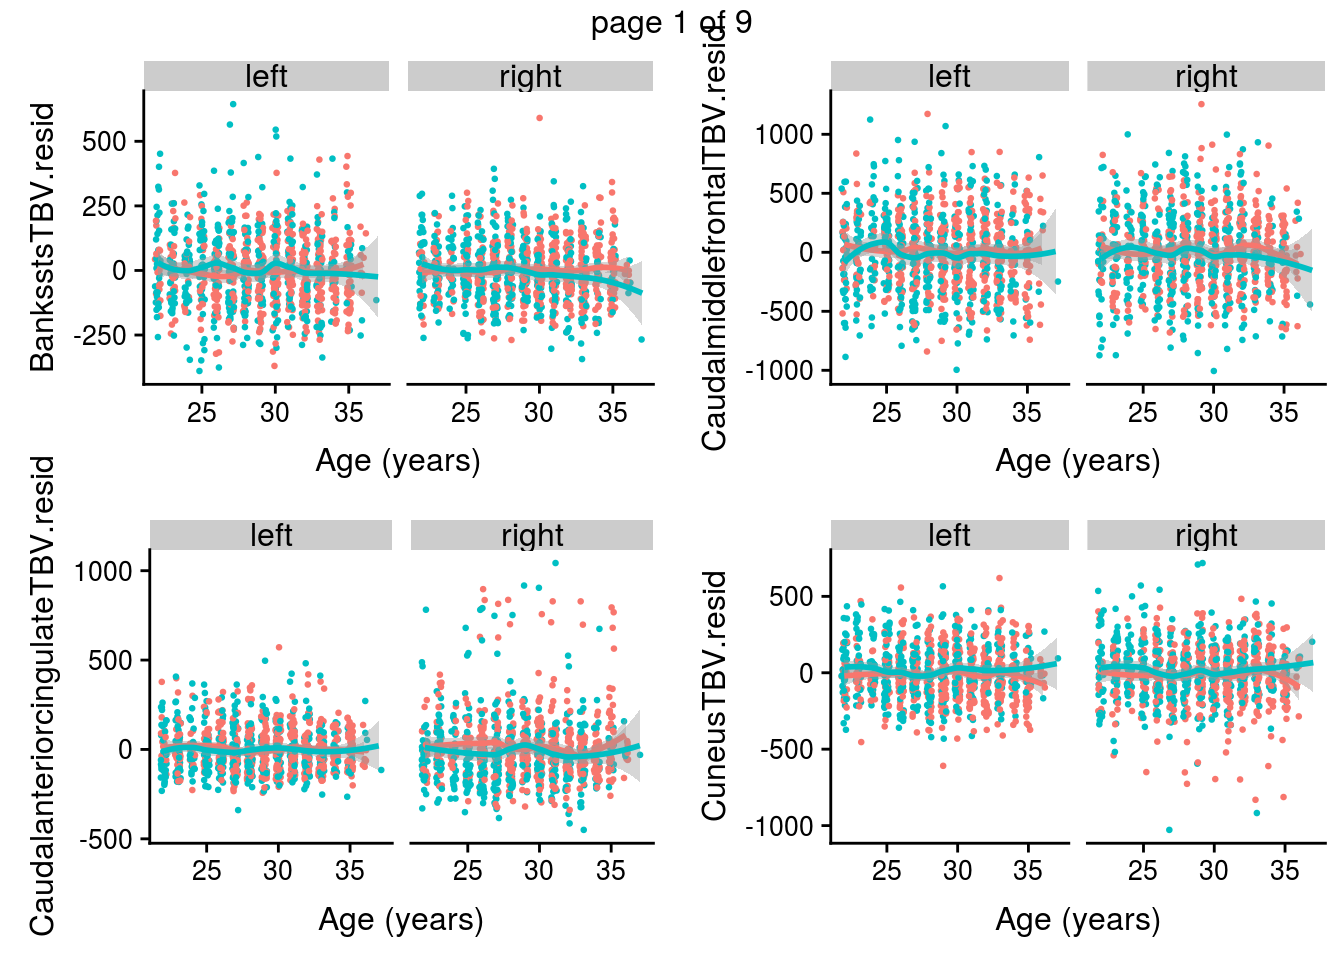 page 1 of 9
left right
BanksstsTBV.resid
500
250
0
-250
25 30 35 25 30 35
Age (years)
left right
CaudalmiddlefrontalTBV.resid
1000
500
0
-500
-1000
25 30 35 25 30 35
Age (years)
left right
CaudalanteriorcingulateTBV.resid
1000
500
0
-500
25 30 35 25 30 35
Age (years)
left right
CuneusTBV.resid
500
0
-500
-1000
25 30 35 25 30 35
Age (years)